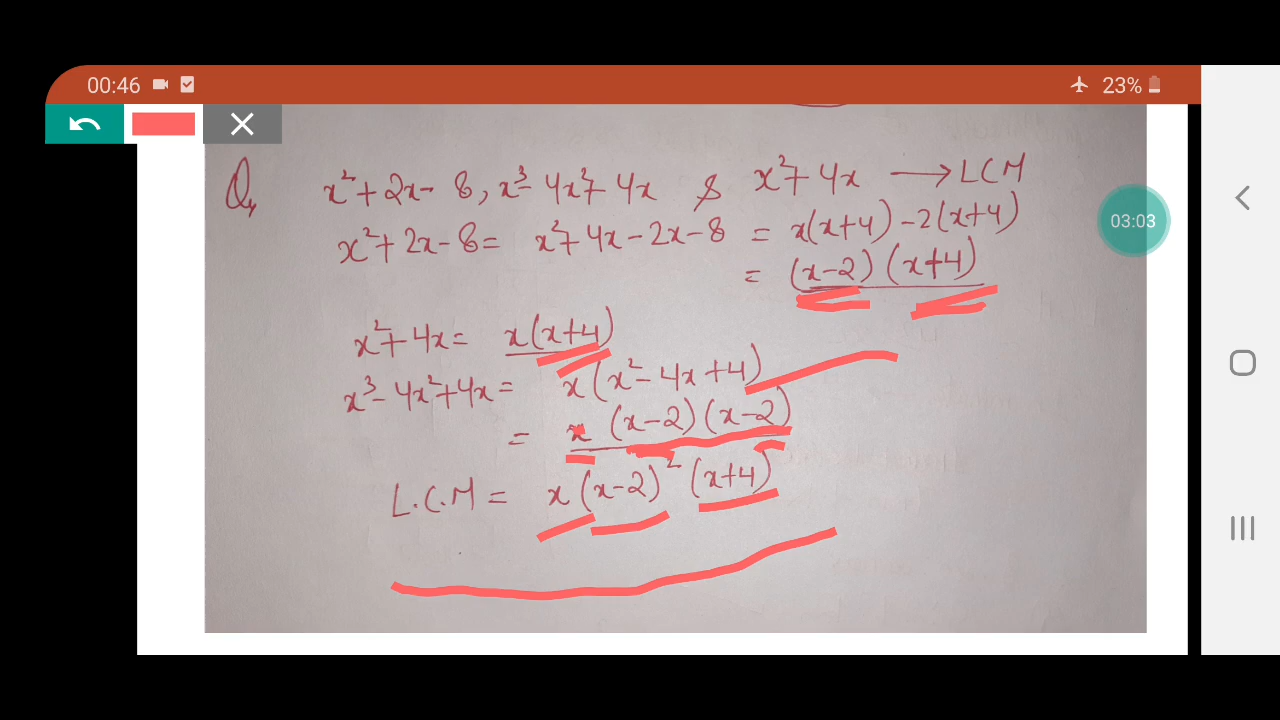 00:46 23%
Q, x²+2x-8, x³-4x²+4x & x²+4x → LCM
x²+2x-8= x²+4x-2x-8 = x(x+4)-2(x+4)
= (x-2)(x+4)
03:03
x²+4x= x(x+4)
x³-4x²+4x= x(x²-4x+4)
= x (x-2)(x-2)
L.C.M = x(x-2)²(x+4)